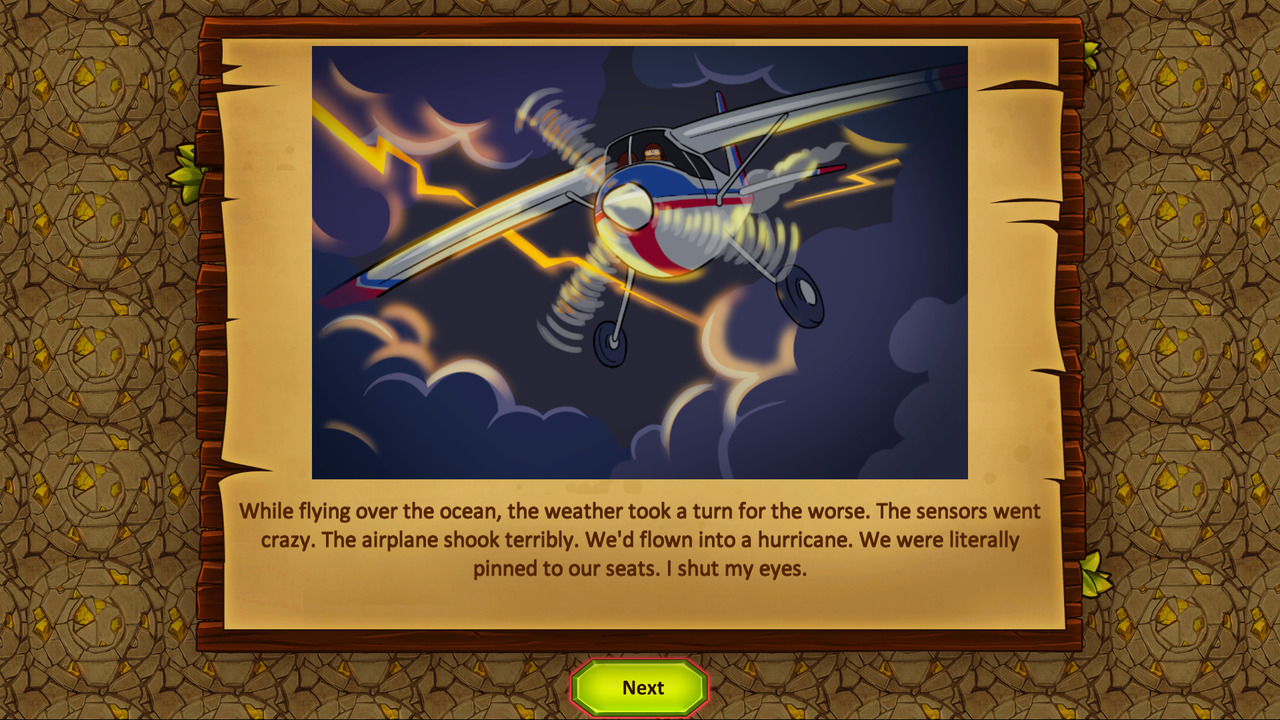 While flying over the ocean, the weather took a turn for the worse. The sensors went
crazy. The airplane shook terribly. We'd flown into a hurricane. We were literally
pinned to our seats. I shut my eyes.
Next